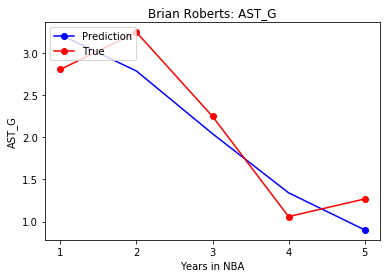 Brian Roberts: AST_G
Prediction
True
AST_G
3.0
2.5
2.0
1.5
1.0
1 2 3 4 5
Years in NBA